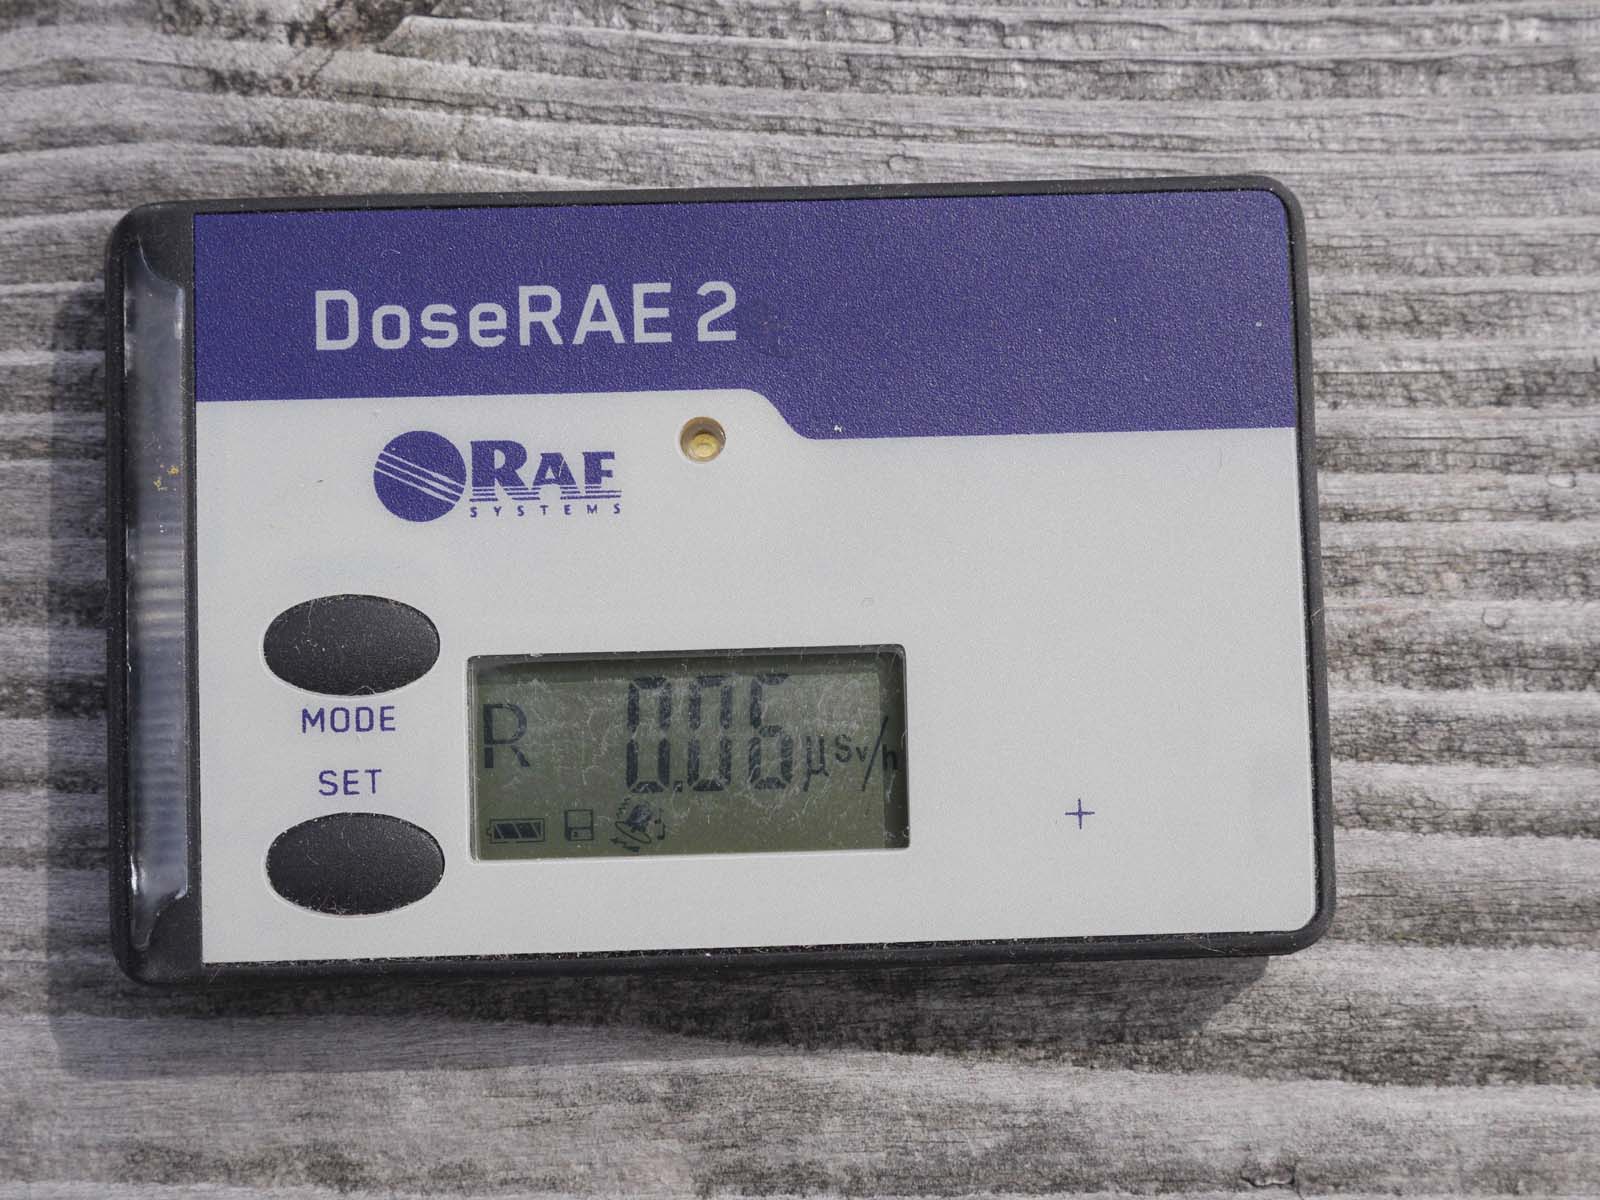 DoseRAE 2
RAE
SYSTEMS
MODE
SET
R 0.06 µSv/h
+